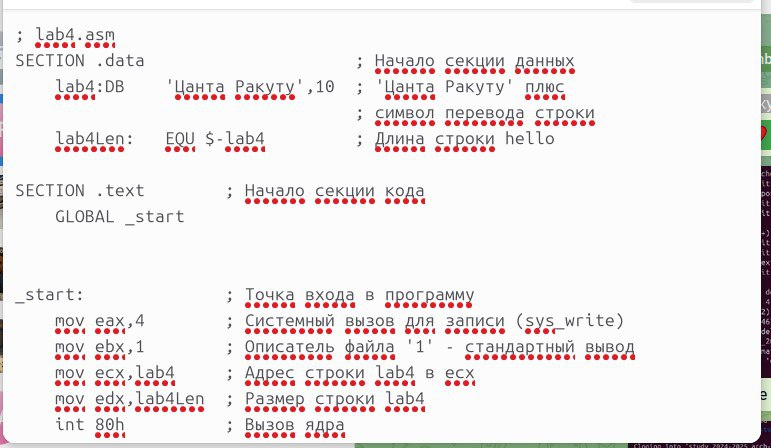 ; lab4.asm
SECTION .data ; Начало секции данных
lab4:DB 'Цанта Ракуту',10 ; 'Цанта Ракуту' плюс
; символ перевода строки
lab4Len: EQU $-lab4 ; Длина строки hello
SECTION .text ; Начало секции кода
GLOBAL _start
_start: ; Точка входа в программу
mov eax,4 ; Системный вызов для записи (sys_write)
mov ebx,1 ; Описатель файла '1' - стандартный вывод
mov ecx,lab4 ; Адрес строки lab4 в ecx
mov edx,lab4Len ; Размер строки lab4
int 80h ; Вызов ядра